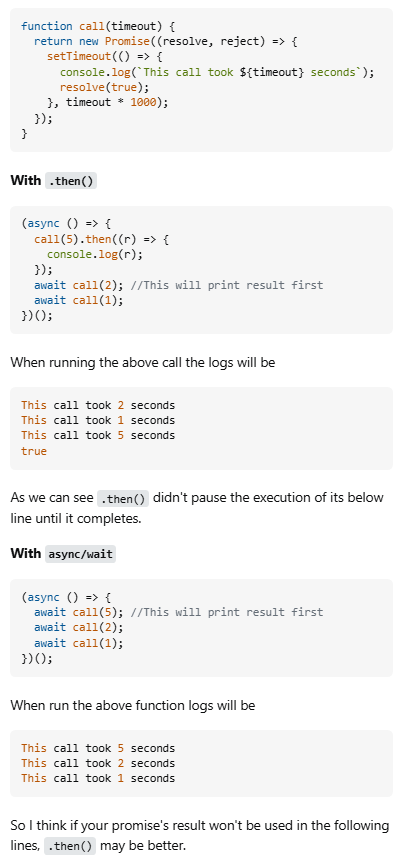 function call(timeout) {
  return new Promise((resolve, reject) => {
    setTimeout(() => {
      console.log(`This call took ${timeout} seconds`);
      resolve(true);
    }, timeout * 1000);
  });
}
With .then()
(async () => {
  call(5).then((r) => {
    console.log(r);
  });
  await call(2); //This will print result first
  await call(1);
})();
When running the above call the logs will be
This call took 2 seconds
This call took 1 seconds
This call took 5 seconds
true
As we can see .then() didn't pause the execution of its below
line until it completes.
With async/wait
(async () => {
  await call(5); //This will print result first
  await call(2);
  await call(1);
})();
When run the above function logs will be
This call took 5 seconds
This call took 2 seconds
This call took 1 seconds
So I think if your promise's result won't be used in the following
lines, .then() may be better.